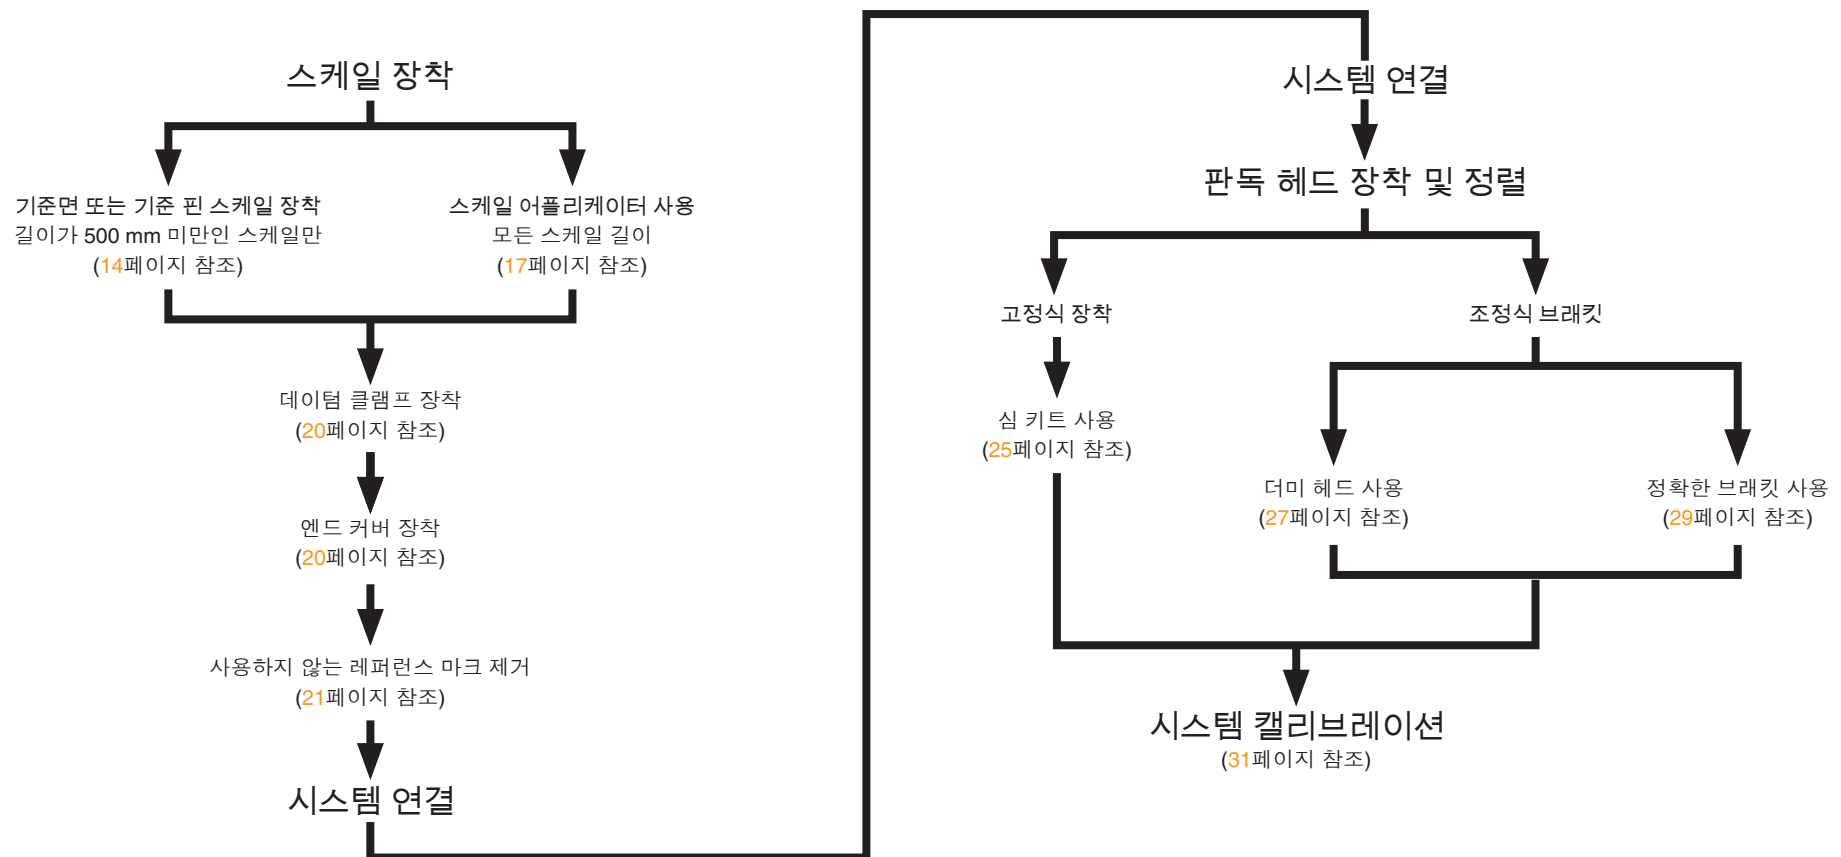 스케일 장착
기준면 또는 기준 핀 스케일 장착
길이가 500 mm 미만인 스케일만
(14페이지 참조)
스케일 어플리케이터 사용
모든 스케일 길이
(17페이지 참조)
데이텀 클램프 장착
(20페이지 참조)
엔드 커버 장착
(20페이지 참조)
사용하지 않는 레퍼런스 마크 제거
(21페이지 참조)
시스템 연결
시스템 연결
판독 헤드 장착 및 정렬
고정식 장착
심 키트 사용
(25페이지 참조)
조정식 브래킷
더미 헤드 사용
(27페이지 참조)
정확한 브래킷 사용
(29페이지 참조)
시스템 캘리브레이션
(31페이지 참조)